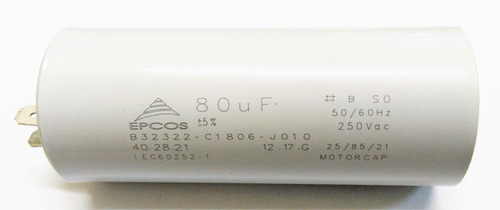 EPCOS
80uF
±5%
# B S0
50/60Hz
250Vac
B32322-C1806-J010
40.28.21
12.17.G
25/85/21
IEC60252-1
MOTORCAP